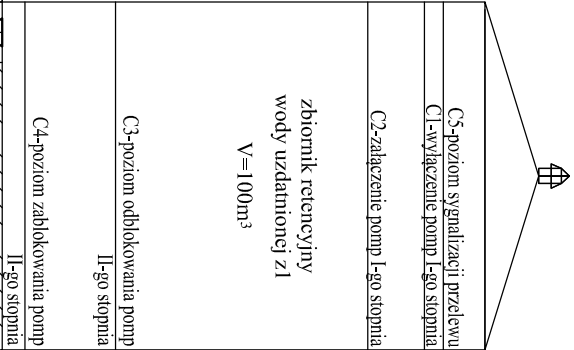 C5-poziom sygnalizacji przelewu
C1-wyłączenie pomp I-go stopnia
C2-załączenie pomp I-go stopnia
zbiornik retencyjny
wody uzdatnionej z1
V=100m³
C3-poziom odblokowania pomp
II-go stopnia
C4-poziom zablokowania pomp
II-go stopnia